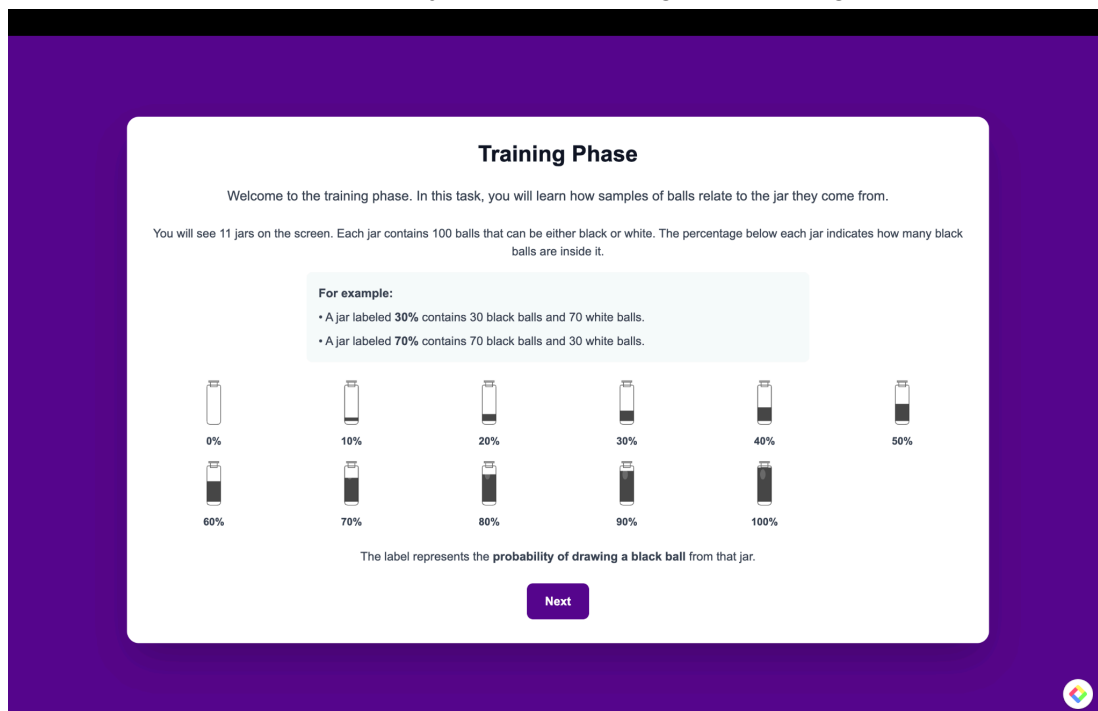 Training Phase
Welcome to the training phase. In this task, you will learn how samples of balls relate to the jar they come from.
You will see 11 jars on the screen. Each jar contains 100 balls that can be either black or white. The percentage below each jar indicates how many black
balls are inside it.
For example:
• A jar labeled 30% contains 30 black balls and 70 white balls.
• A jar labeled 70% contains 70 black balls and 30 white balls.
0% 10% 20% 30% 40% 50%
60% 70% 80% 90% 100%
The label represents the probability of drawing a black ball from that jar.
Next